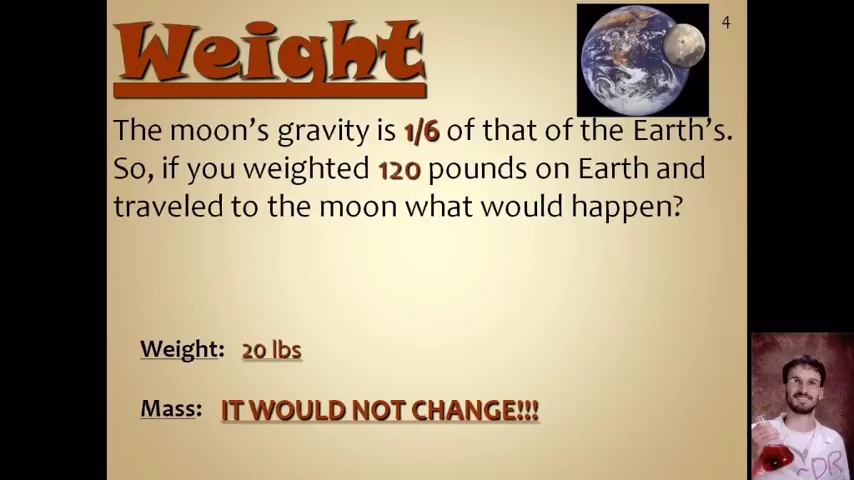 Weight
4
The moon's gravity is 1/6 of that of the Earth's.
So, if you weighted 120 pounds on Earth and
traveled to the moon what would happen?
Weight: 20 lbs
Mass: IT WOULD NOT CHANGE!!!
~DR